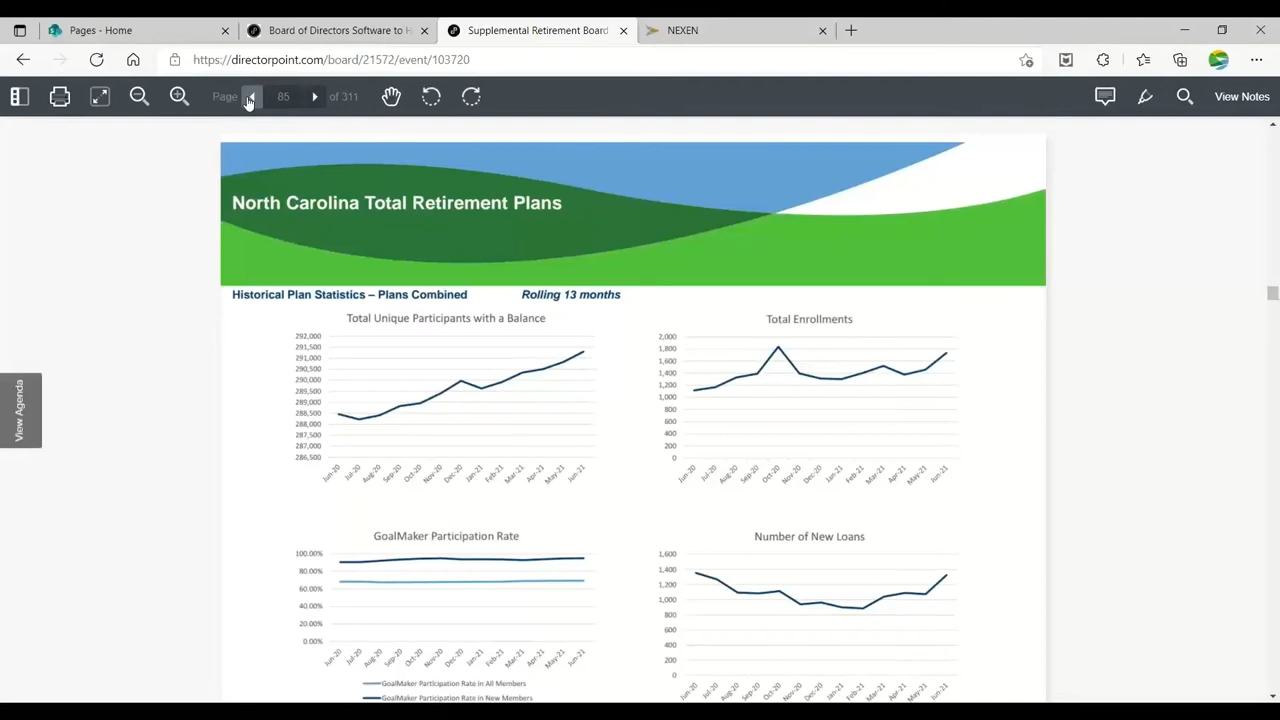 Pages - Home
Board of Directors Software to H
Supplemental Retirement Board
NEXEN
https://directorpoint.com/board/21572/event/103720
Page 85 of 311
View Notes
View Agenda
North Carolina Total Retirement Plans
Historical Plan Statistics – Plans Combined Rolling 13 months
Total Unique Participants with a Balance
292,000
291,500
291,000
290,500
290,000
289,500
289,000
288,500
288,000
287,500
287,000
286,500
Jun-20 Jul-20 Aug-20 Sep-20 Oct-20 Nov-20 Dec-20 Jan-21 Feb-21 Mar-21 Apr-21 May-21 Jun-21
Total Enrollments
2,000
1,800
1,600
1,400
1,200
1,000
800
600
400
200
0
Jun-20 Jul-20 Aug-20 Sep-20 Oct-20 Nov-20 Dec-20 Jan-21 Feb-21 Mar-21 Apr-21 May-21 Jun-21
GoalMaker Participation Rate
100.00%
80.00%
60.00%
40.00%
20.00%
0.00%
Jun-20 Jul-20 Aug-20 Sep-20 Oct-20 Nov-20 Dec-20 Jan-21 Feb-21 Mar-21 Apr-21 May-21 Jun-21
GoalMaker Participation Rate in All Members
GoalMaker Participation Rate in New Members
Number of New Loans
1,600
1,400
1,200
1,000
800
600
400
200
0
Jun-20 Jul-20 Aug-20 Sep-20 Oct-20 Nov-20 Dec-20 Jan-21 Feb-21 Mar-21 Apr-21 May-21 Jun-21